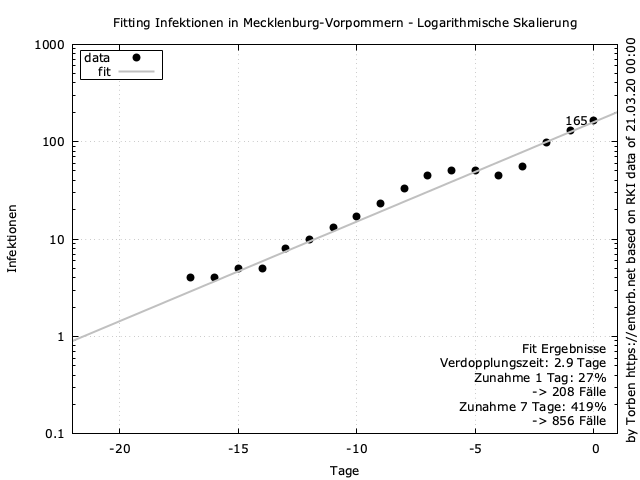 Fitting Infektionen in Mecklenburg-Vorpommern - Logarithmische Skalierung
1000
100
10
1
0.1
Infektionen
data
fit
165
Fit Ergebnisse
Verdopplungszeit: 2.9 Tage
Zunahme 1 Tag: 27%
-> 208 Fälle
Zunahme 7 Tage: 419%
-> 856 Fälle
-20 -15 -10 -5 0
Tage
by Torben https://entorb.net based on RKI data of 21.03.20 00:00